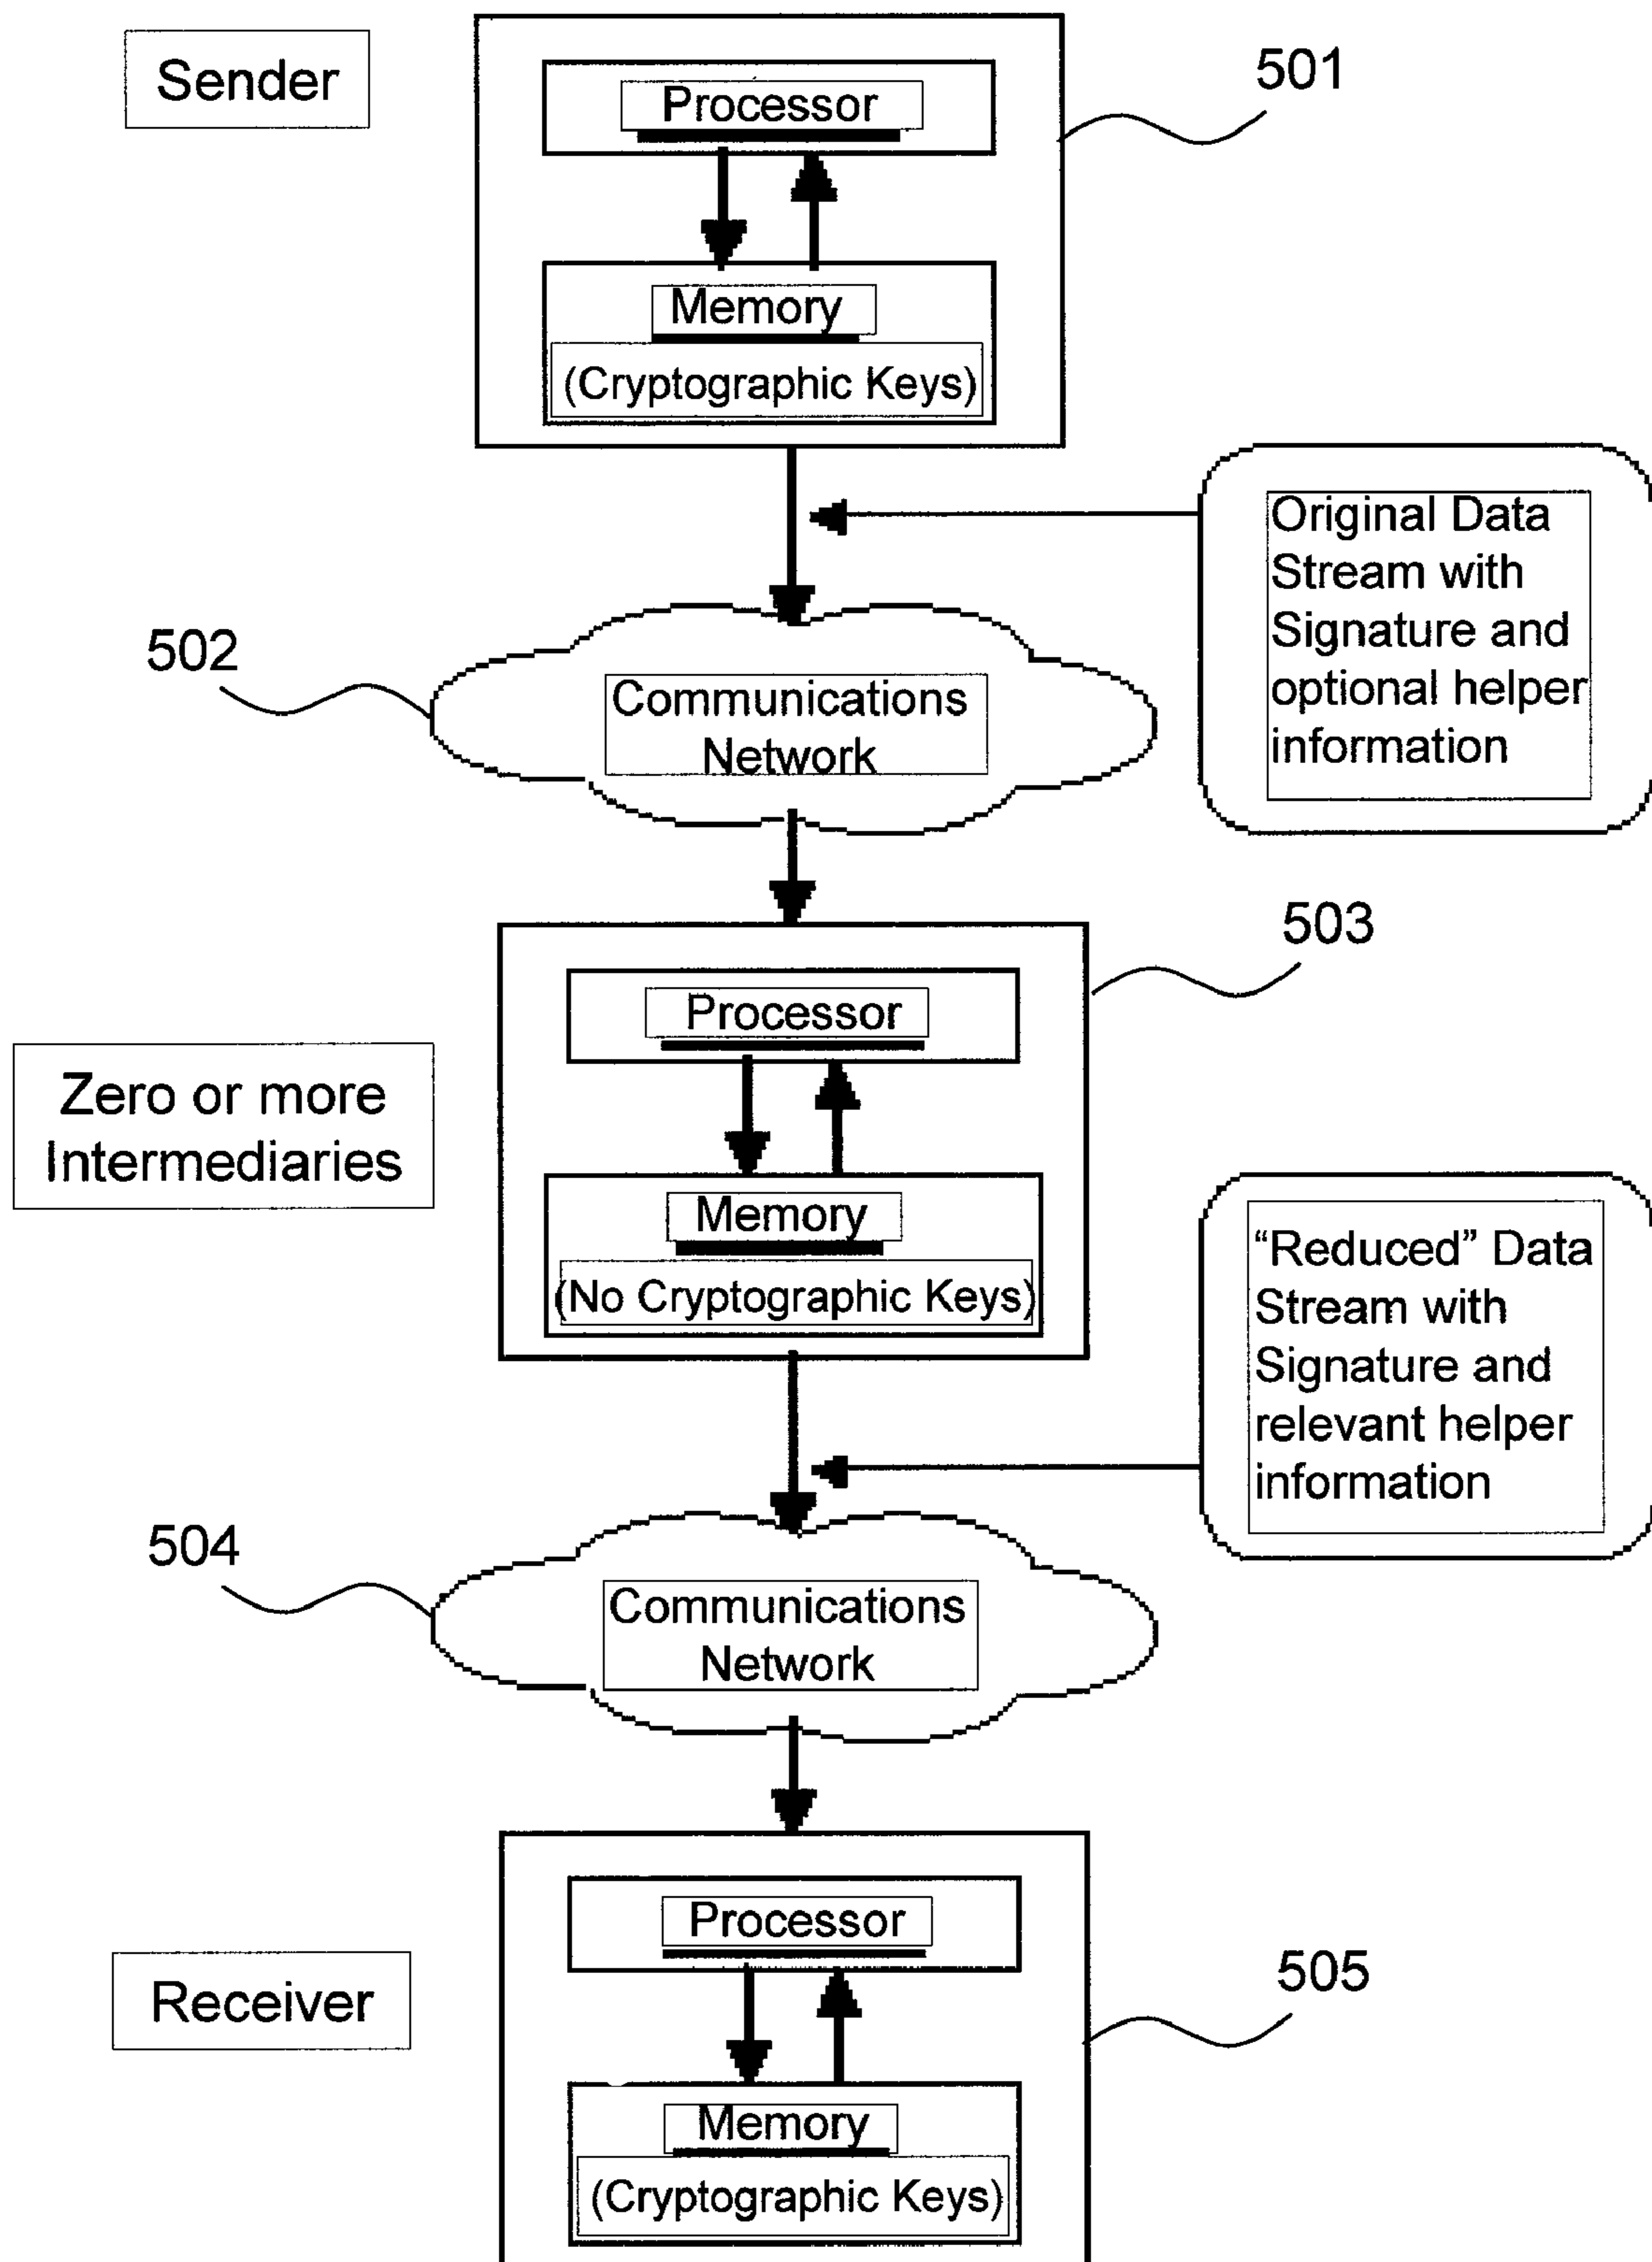 Sender
Processor
501
Memory
(Cryptographic Keys)
Original Data
Stream with
Signature and
optional helper
information
502
Communications
Network
503
Processor
Zero or more
Intermediaries
Memory
(No Cryptographic Keys)
“Reduced” Data
Stream with
Signature and
relevant helper
information
504
Communications
Network
Processor
505
Receiver
Memory
(Cryptographic Keys)